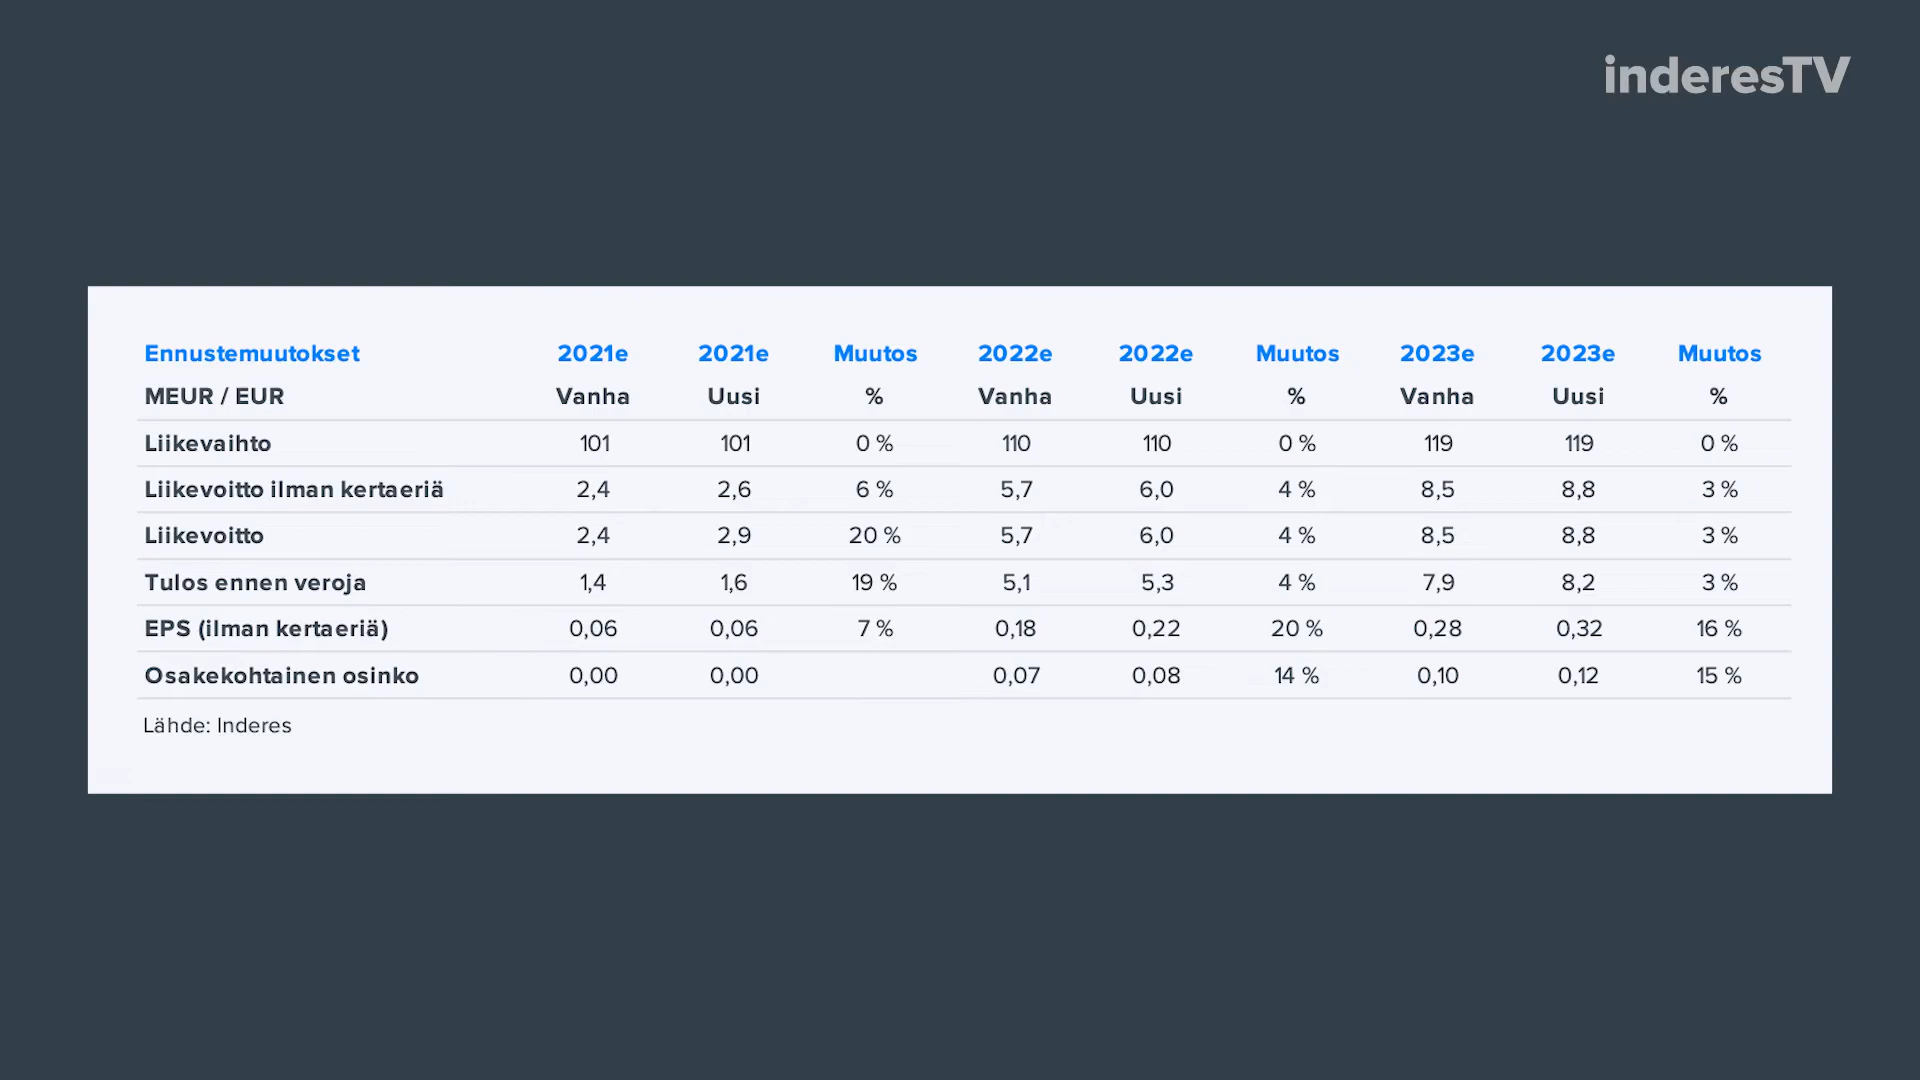 inderesTV
Ennustemuutokset 2021e 2021e Muutos 2022e 2022e Muutos 2023e 2023e Muutos
MEUR / EUR Vanha Uusi % Vanha Uusi % Vanha Uusi %
Liikevaihto 101 101 0 % 110 110 0 % 119 119 0 %
Liikevoitto ilman kertaeriä 2,4 2,6 6 % 5,7 6,0 4 % 8,5 8,8 3 %
Liikevoitto 2,4 2,9 20 % 5,7 6,0 4 % 8,5 8,8 3 %
Tulos ennen veroja 1,4 1,6 19 % 5,1 5,3 4 % 7,9 8,2 3 %
EPS (ilman kertaeriä) 0,06 0,06 7 % 0,18 0,22 20 % 0,28 0,32 16 %
Osakekohtainen osinko 0,00 0,00 0,07 0,08 14 % 0,10 0,12 15 %
Lähde: Inderes